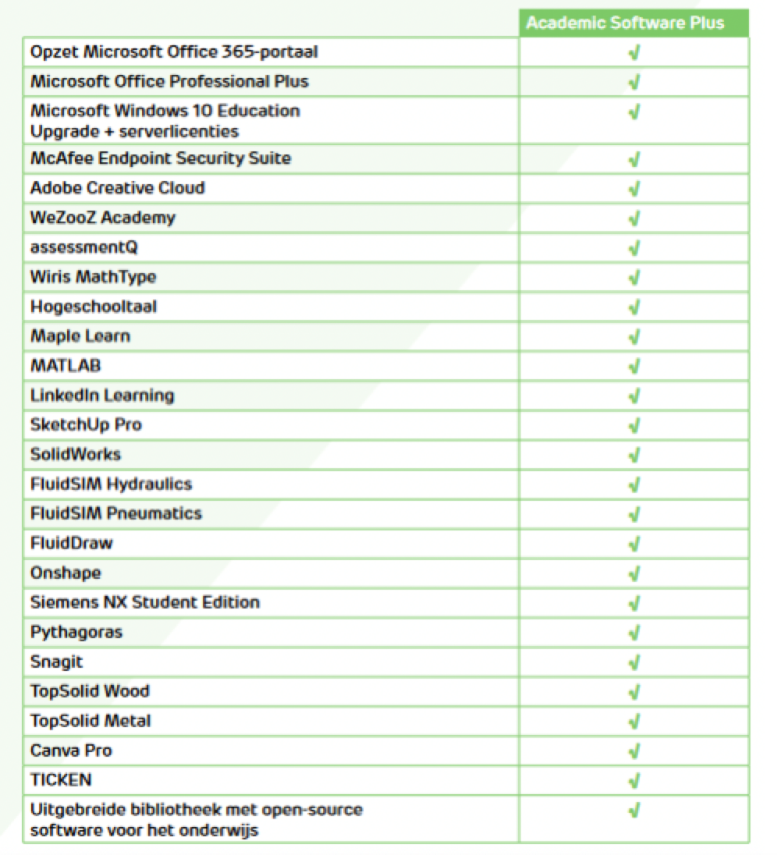 Academic Software Plus
Opzet Microsoft Office 365-portaal √
Microsoft Office Professional Plus √
Microsoft Windows 10 Education √
Upgrade + serverlicenties
McAfee Endpoint Security Suite √
Adobe Creative Cloud √
WeZooZ Academy √
assessmentQ √
Wiris MathType √
Hogeschooltaal √
Maple Learn √
MATLAB √
LinkedIn Learning √
SketchUp Pro √
SolidWorks √
FluidSIM Hydraulics √
FluidSIM Pneumatics √
FluidDraw √
Onshape √
Siemens NX Student Edition √
Pythagoras √
Snagit √
TopSolid Wood √
TopSolid Metal √
Canva Pro √
TICKEN √
Uitgebreide bibliotheek met open-source √
software voor het onderwijs